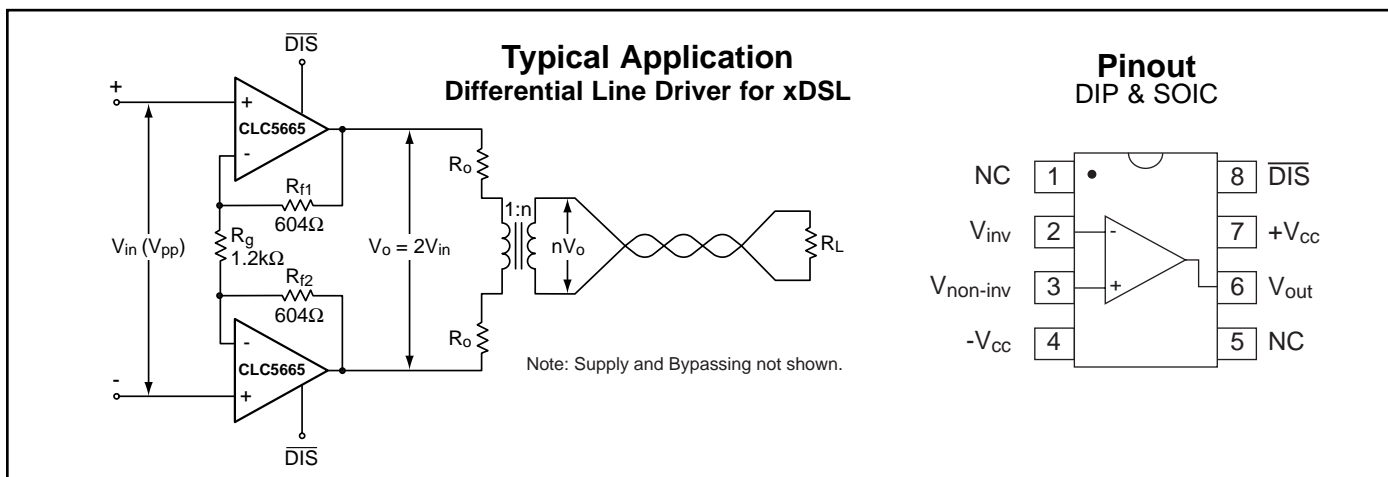 Typical Application
Differential Line Driver for xDSL
DIS
+
+
CLC5665
-
Rf1
604Ω
Rg
1.2kΩ
Vin (Vpp)
Rf2
604Ω
-
CLC5665
+
-
DIS
Vo = 2Vin
Ro
Ro
1:n
nVo
RL
Note: Supply and Bypassing not shown.
Pinout
DIP & SOIC
NC 1 8 DIS
Vinv 2 - 7 +Vcc
Vnon-inv 3 + 6 Vout
-Vcc 4 5 NC